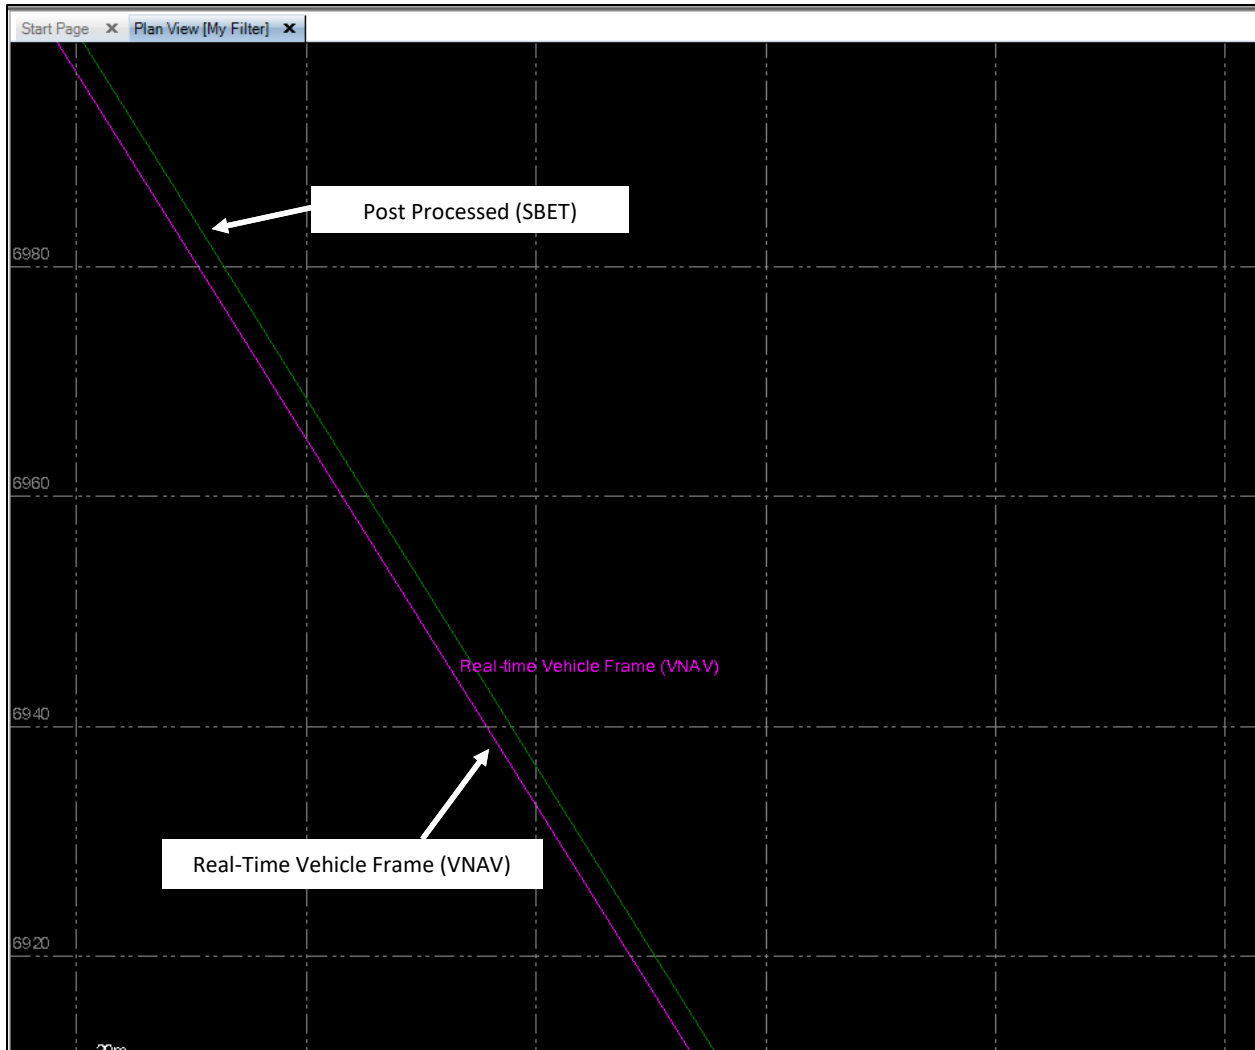 Start Page X Plan View [My Filter] X
Post Processed (SBET)
6980
6960
Real-time Vehicle Frame (VNAV)
6940
Real-Time Vehicle Frame (VNAV)
6920